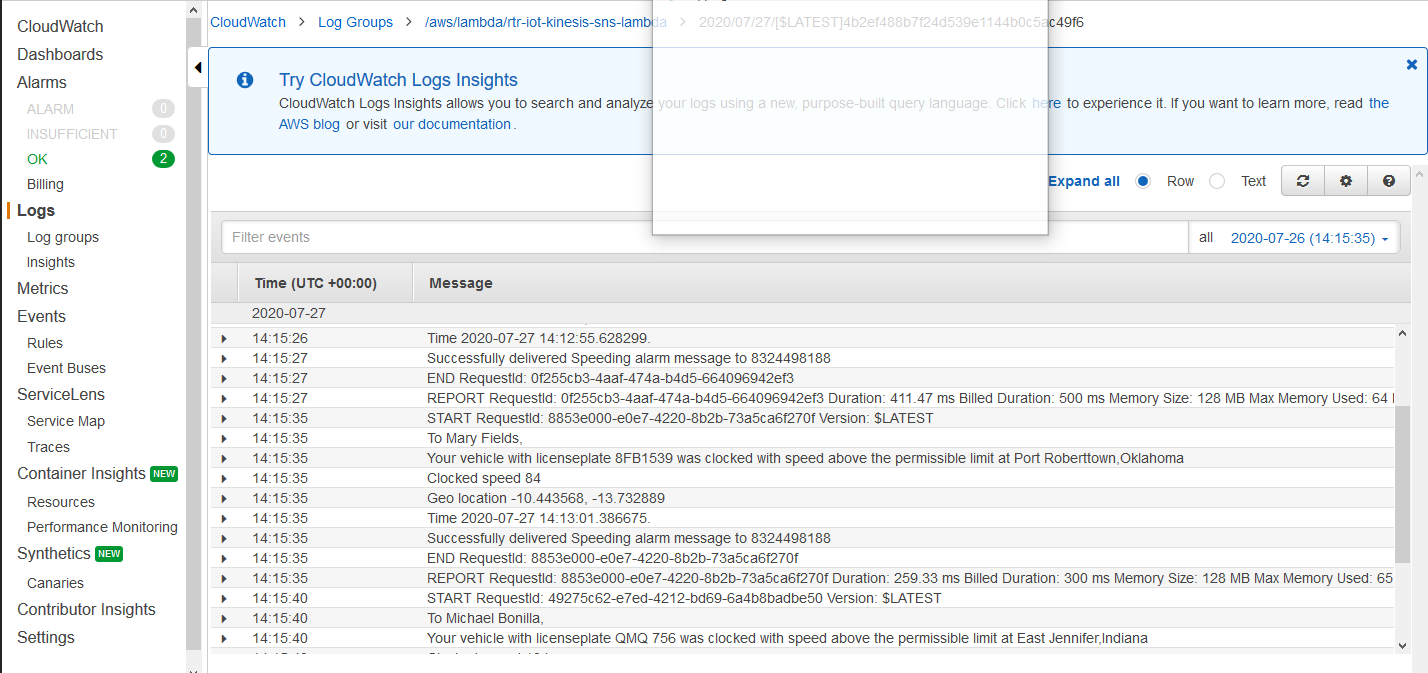 CloudWatch
Dashboards
Alarms
ALARM 0
INSUFFICIENT 0
OK 2
Billing
Logs
Log groups
Insights
Metrics
Events
Rules
Event Buses
ServiceLens
Service Map
Traces
Container Insights NEW
Resources
Performance Monitoring
Synthetics NEW
Canaries
Contributor Insights
Settings
CloudWatch > Log Groups > /aws/lambda/rtr-iot-kinesis-sns-lambda > 2020/07/27/[$LATEST]4b2ef488b7f24d539e1144b0c5ac49f6
Try CloudWatch Logs Insights
CloudWatch Logs Insights allows you to search and analyze your logs using a new, purpose-built query language. Click here to experience it. If you want to learn more, read the
AWS blog or visit our documentation.
Expand all Row Text
Filter events all 2020-07-26 (14:15:35)
Time (UTC +00:00) Message
2020-07-27
14:15:26 Time 2020-07-27 14:12:55.628299.
14:15:27 Successfully delivered Speeding alarm message to 8324498188
14:15:27 END RequestId: 0f255cb3-4aaf-474a-b4d5-664096942ef3
14:15:27 REPORT RequestId: 0f255cb3-4aaf-474a-b4d5-664096942ef3 Duration: 411.47 ms Billed Duration: 500 ms Memory Size: 128 MB Max Memory Used: 64
14:15:35 START RequestId: 8853e000-e0e7-4220-8b2b-73a5ca6f270f Version: $LATEST
14:15:35 To Mary Fields,
14:15:35 Your vehicle with licenseplate 8FB1539 was clocked with speed above the permissible limit at Port Roberttown,Oklahoma
14:15:35 Clocked speed 84
14:15:35 Geo location -10.443568, -13.732889
14:15:35 Time 2020-07-27 14:13:01.386675.
14:15:35 Successfully delivered Speeding alarm message to 8324498188
14:15:35 END RequestId: 8853e000-e0e7-4220-8b2b-73a5ca6f270f
14:15:35 REPORT RequestId: 8853e000-e0e7-4220-8b2b-73a5ca6f270f Duration: 259.33 ms Billed Duration: 300 ms Memory Size: 128 MB Max Memory Used: 65
14:15:40 START RequestId: 49275c62-e7ed-4212-bd69-6a4b8badbe50 Version: $LATEST
14:15:40 To Michael Bonilla,
14:15:40 Your vehicle with licenseplate QMQ 756 was clocked with speed above the permissible limit at East Jennifer,Indiana